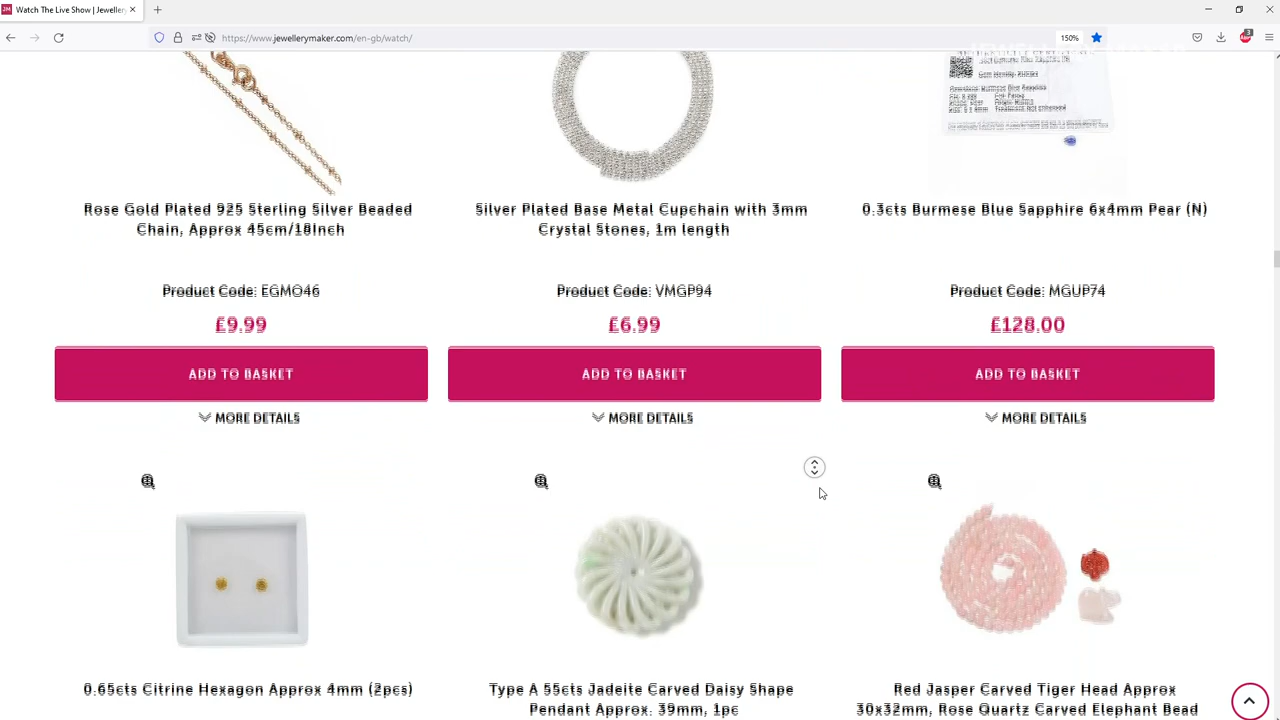 Watch The Live Show | Jeweller
https://www.jewellerymaker.com/en-gb/watch/
150%
Rose Gold Plated 925 Sterling Silver Beaded
Chain, Approx 45cm/18Inch
Product Code: EGMO46
£9.99
ADD TO BASKET
MORE DETAILS
Silver Plated Base Metal Cupchain with 3mm
Crystal Stones, 1m length
Product Code: VMGP94
£6.99
ADD TO BASKET
MORE DETAILS
0.3cts Burmese Blue Sapphire 6x4mm Pear (N)
Product Code: MGUP74
£128.00
ADD TO BASKET
MORE DETAILS
0.65cts Citrine Hexagon Approx 4mm (2pcs)
Type A 55cts Jadeite Carved Daisy Shape
Pendant Approx: 39mm, 1pc
Red Jasper Carved Tiger Head Approx
30x32mm, Rose Quartz Carved Elephant Bead